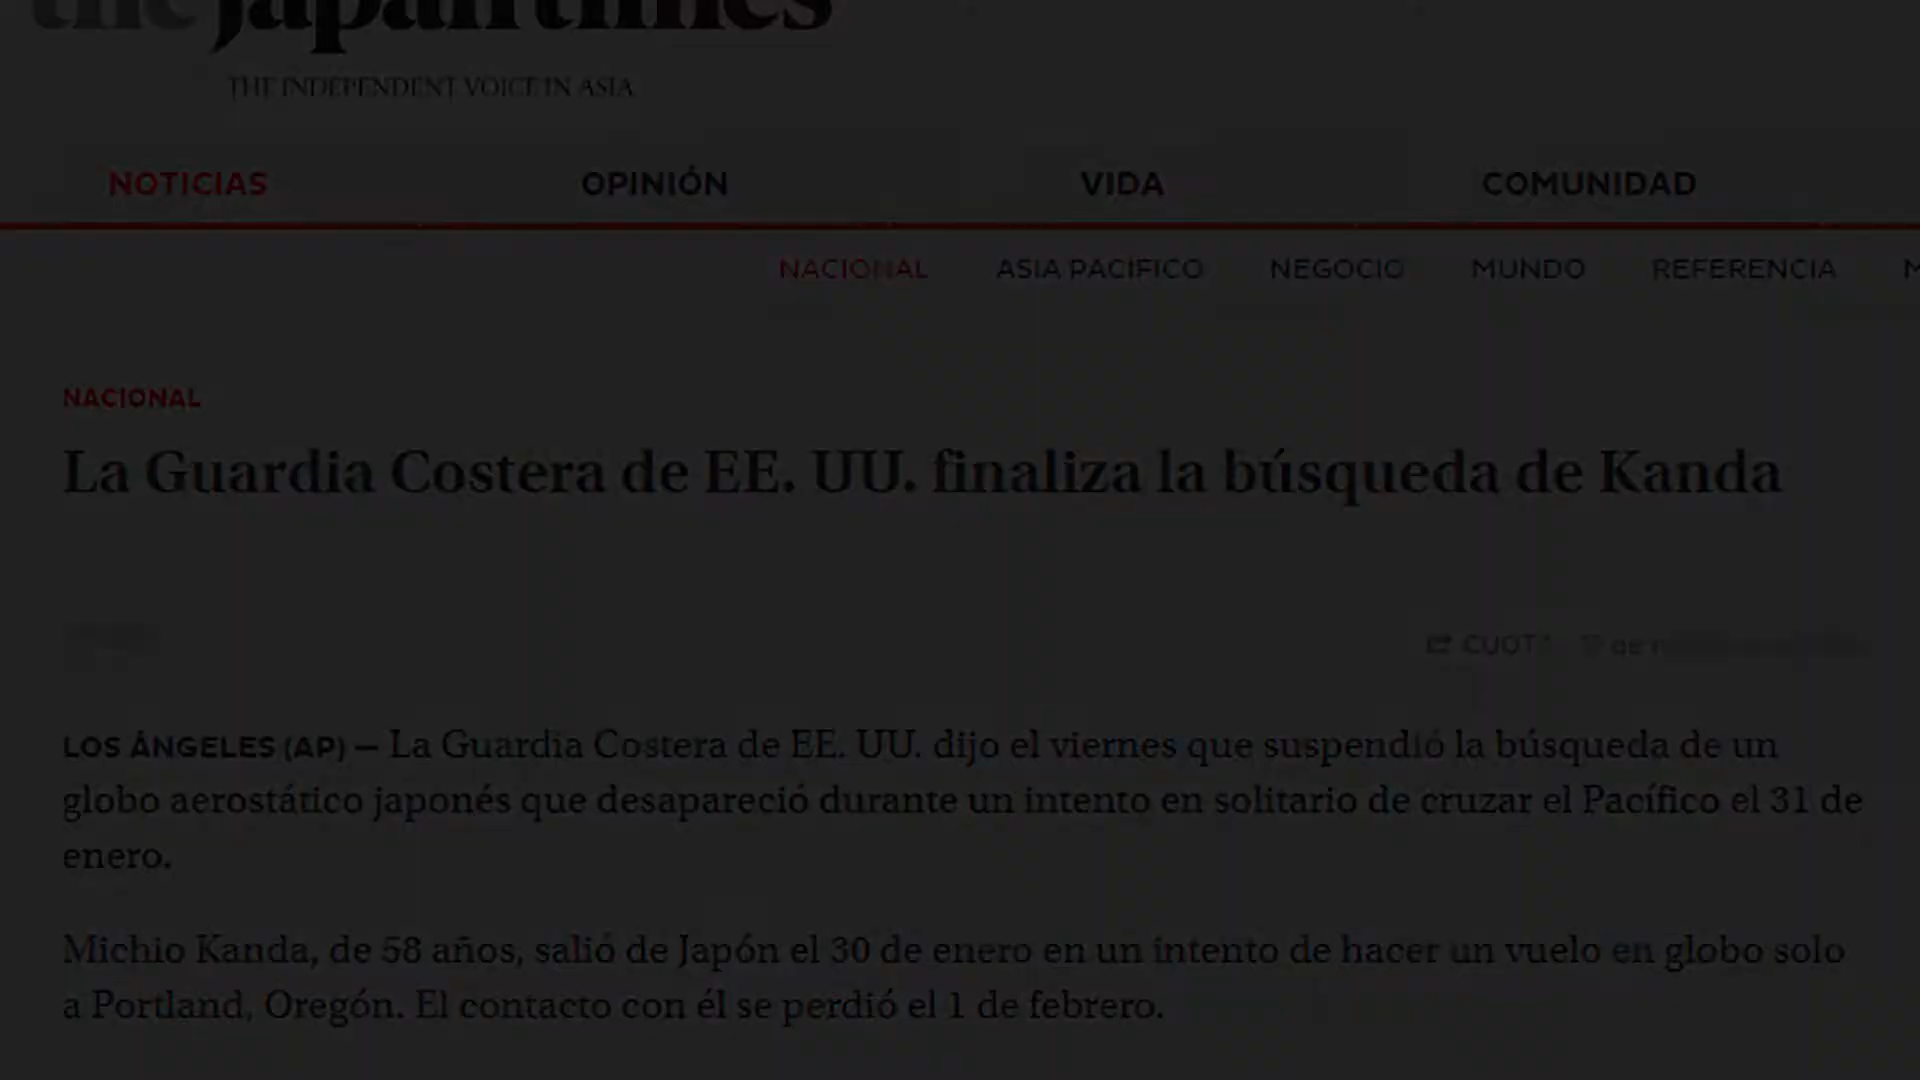 the japan times
THE INDEPENDENT VOICE IN ASIA
NOTICIAS OPINIÓN VIDA COMUNIDAD
NACIONAL ASIA PACIFICO NEGOCIO MUNDO REFERENCIA
NACIONAL
La Guardia Costera de EE. UU. finaliza la búsqueda de Kanda
LOS ÁNGELES (AP) – La Guardia Costera de EE. UU. dijo el viernes que suspendió la búsqueda de un
globo aerostático japonés que desapareció durante un intento en solitario de cruzar el Pacífico el 31 de
enero.
Michio Kanda, de 58 años, salió de Japón el 30 de enero en un intento de hacer un vuelo en globo solo
a Portland, Oregón. El contacto con él se perdió el 1 de febrero.